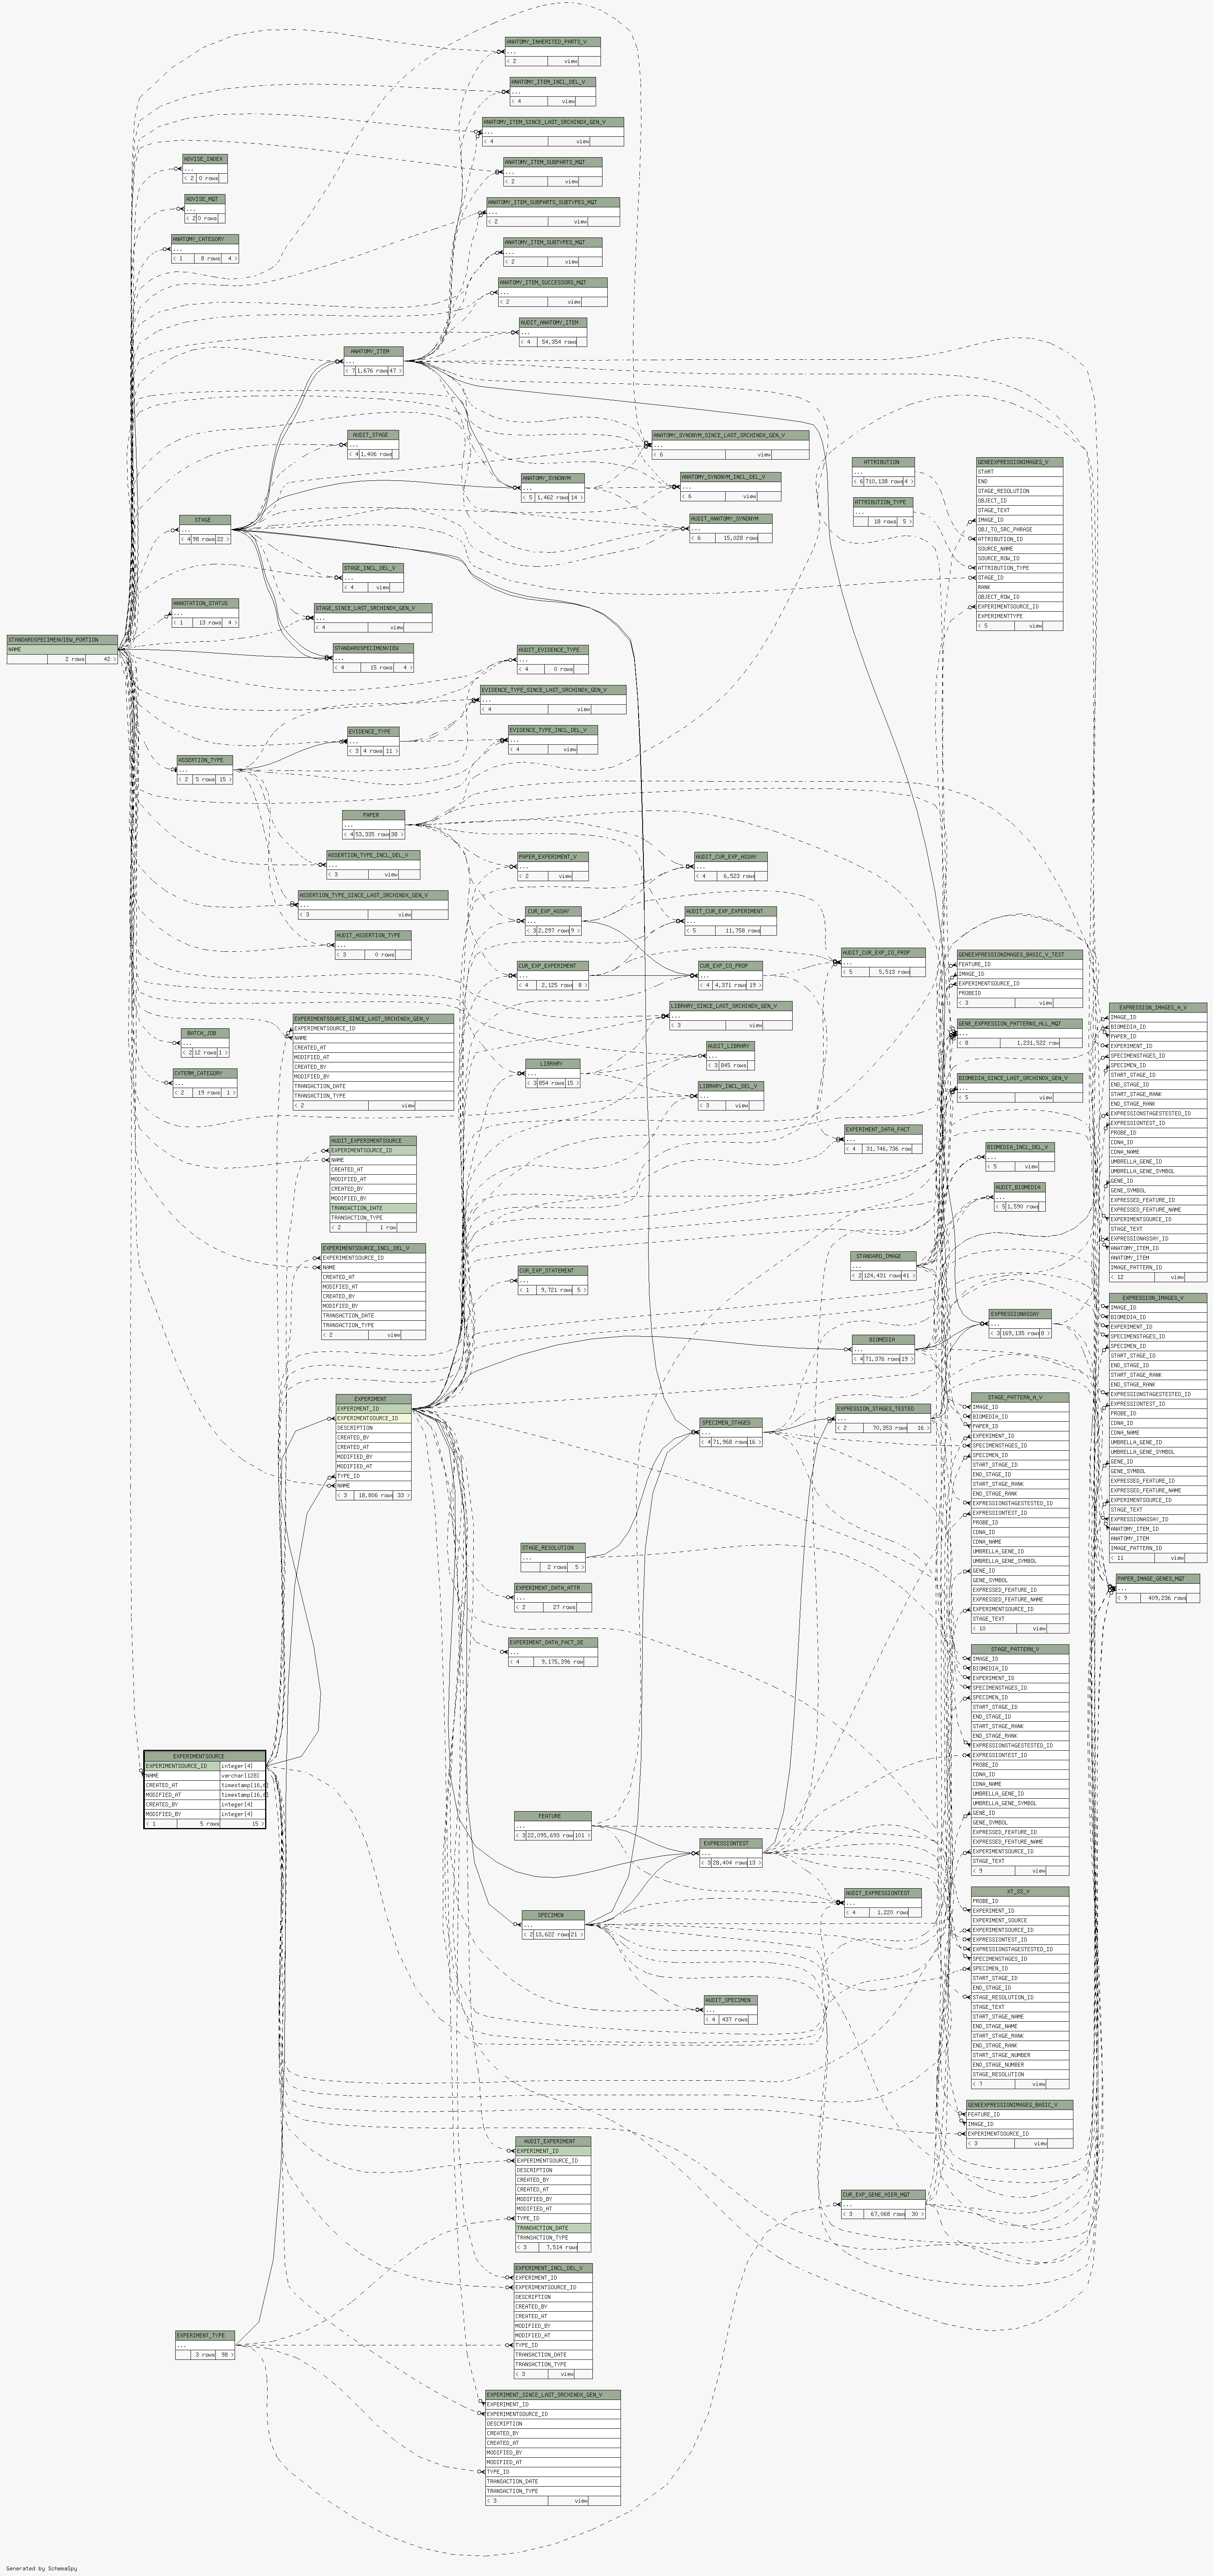 ANATOMY_INHERITED_PARTS_V
...
< 2 view
ANATOMY_ITEM_INCL_DEL_V
...
< 4 view
ANATOMY_ITEM_SINCE_LAST_SRCHINDX_GEN_V
...
< 4 view
ANATOMY_ITEM_SUBPARTS_MQT
...
< 2 view
ANATOMY_ITEM_SUBPARTS_SUBTYPES_MQT
...
< 2 view
ANATOMY_ITEM_SUBTYPES_MQT
...
< 2 view
ANATOMY_ITEM_SUCCESSORS_MQT
...
< 2 view
AUDIT_ANATOMY_ITEM
...
< 4 54,354 rows
ADVISE_INDEX
...
< 2 0 rows
ADVISE_MQT
...
< 2 0 rows
ANATOMY_CATEGORY
...
< 1 8 rows 4 >
ANATOMY_ITEM
...
< 7 1,676 rows 47 >
AUDIT_STAGE
...
< 4 1,406 rows
ANATOMY_SYNONYM
...
< 5 1,462 rows 14 >
ANATOMY_SYNONYM_SINCE_LAST_SRCHINDX_GEN_V
...
< 6 view
ANATOMY_SYNONYM_INCL_DEL_V
...
< 6 view
AUDIT_ANATOMY_SYNONYM
...
< 6 15,028 rows
ATTRIBUTION
...
< 6 710,138 rows 4 >
ATTRIBUTION_TYPE
...
18 rows 5 >
GENEEXPRESSIONIMAGES_V
START
END
STAGE_RESOLUTION
OBJECT_ID
STAGE_TEXT
IMAGE_ID
OBJ_TO_SRC_PHRASE
ATTRIBUTION_ID
SOURCE_NAME
SOURCE_ROW_ID
ATTRIBUTION_TYPE
STAGE_ID
RANK
OBJECT_ROW_ID
EXPERIMENTSOURCE_ID
EXPERIMENTTYPE
< 5 view
STAGE
...
< 4 98 rows 22 >
STAGE_INCL_DEL_V
...
< 4 view
STAGE_SINCE_LAST_SRCHINDX_GEN_V
...
< 4 view
STANDARDSPECIMENVIEW
...
< 4 15 rows 4 >
ANNOTATION_STATUS
...
< 1 13 rows 4 >
STANDARDSPECIMENVIEW_PORTION
NAME
2 rows 42 >
AUDIT_EVIDENCE_TYPE
...
< 4 0 rows
EVIDENCE_TYPE_SINCE_LAST_SRCHINDX_GEN_V
...
< 4 view
EVIDENCE_TYPE
...
< 3 4 rows 11 >
EVIDENCE_TYPE_INCL_DEL_V
...
< 4 view
ASSERTION_TYPE
...
< 2 5 rows 15 >
PAPER
...
< 4 53,335 rows 38 >
ASSERTION_TYPE_INCL_DEL_V
...
< 3 view
ASSERTION_TYPE_SINCE_LAST_SRCHINDX_GEN_V
...
< 3 view
AUDIT_ASSERTION_TYPE
...
< 3 0 rows
PAPER_EXPERIMENT_V
...
< 2 view
AUDIT_CUR_EXP_ASSAY
...
< 4 6,523 rows
CUR_EXP_ASSAY
...
< 3 2,297 rows 9 >
AUDIT_CUR_EXP_EXPERIMENT
...
< 5 11,758 rows
CUR_EXP_EXPERIMENT
...
< 4 2,125 rows 8 >
CUR_EXP_CO_PROP
...
< 4 4,371 rows 19 >
AUDIT_CUR_EXP_CO_PROP
...
< 5 5,513 rows
LIBRARY_SINCE_LAST_SRCHINDX_GEN_V
...
< 3 view
AUDIT_LIBRARY
...
< 3 845 rows
LIBRARY
...
< 3 854 rows 15 >
LIBRARY_INCL_DEL_V
...
< 3 view
EXPERIMENT_DATA_FACT
...
< 4 31,746,736 row
BATCH_JOB
...
< 2 12 rows 1 >
CVTERM_CATEGORY
...
< 2 19 rows 1 >
EXPERIMENTSOURCE_SINCE_LAST_SRCHINDX_GEN_V
EXPERIMENTSOURCE_ID
NAME
CREATED_AT
MODIFIED_AT
CREATED_BY
MODIFIED_BY
TRANSACTION_DATE
TRANSACTION_TYPE
< 2 view
AUDIT_EXPERIMENTSOURCE
EXPERIMENTSOURCE_ID
NAME
CREATED_AT
MODIFIED_AT
CREATED_BY
MODIFIED_BY
TRANSACTION_DATE
TRANSACTION_TYPE
< 2 1 row
EXPERIMENTSOURCE_INCL_DEL_V
EXPERIMENTSOURCE_ID
NAME
CREATED_AT
MODIFIED_AT
CREATED_BY
MODIFIED_BY
TRANSACTION_DATE
TRANSACTION_TYPE
< 2 view
GENEEXPRESSIONIMAGES_BASIC_V_TEST
FEATURE_ID
IMAGE_ID
EXPERIMENTSOURCE_ID
PROBEID
< 3 view
GENE_EXPRESSION_PATTERNS_ALL_MQT
...
< 8 1,231,522 row
BIOMEDIA_SINCE_LAST_SRCHINDX_GEN_V
...
< 5 view
BIOMEDIA_INCL_DEL_V
...
< 5 view
AUDIT_BIOMEDIA
...
< 5 1,590 rows
STANDARD_IMAGE
...
< 2 124,431 rows 41 >
EXPRESSIONASSAY
...
< 3 169,135 rows 8 >
BIOMEDIA
...
< 4 71,376 rows 19 >
EXPRESSION_IMAGES_A_V
IMAGE_ID
BIOMEDIA_ID
PAPER_ID
EXPERIMENT_ID
SPECIMENSTAGES_ID
SPECIMEN_ID
START_STAGE_ID
END_STAGE_ID
START_STAGE_RANK
END_STAGE_RANK
EXPRESSIONSTAGESTESTED_ID
EXPRESSIONTEST_ID
PROBE_ID
CDNA_ID
CDNA_NAME
UMBRELLA_GENE_ID
UMBRELLA_GENE_SYMBOL
GENE_ID
GENE_SYMBOL
EXPRESSED_FEATURE_ID
EXPRESSED_FEATURE_NAME
EXPERIMENTSOURCE_ID
STAGE_TEXT
EXPRESSIONASSAY_ID
ANATOMY_ITEM_ID
ANATOMY_ITEM
IMAGE_PATTERN_ID
< 12 view
EXPRESSION_IMAGES_V
IMAGE_ID
BIOMEDIA_ID
EXPERIMENT_ID
SPECIMENSTAGES_ID
SPECIMEN_ID
START_STAGE_ID
END_STAGE_ID
START_STAGE_RANK
END_STAGE_RANK
EXPRESSIONSTAGESTESTED_ID
EXPRESSIONTEST_ID
PROBE_ID
CDNA_ID
CDNA_NAME
UMBRELLA_GENE_ID
UMBRELLA_GENE_SYMBOL
GENE_ID
GENE_SYMBOL
EXPRESSED_FEATURE_ID
EXPRESSED_FEATURE_NAME
EXPERIMENTSOURCE_ID
STAGE_TEXT
EXPRESSIONASSAY_ID
ANATOMY_ITEM_ID
ANATOMY_ITEM
IMAGE_PATTERN_ID
< 11 view
PAPER_IMAGE_GENES_MQT
...
< 9 409,236 rows
CUR_EXP_STATEMENT
...
< 1 9,721 rows 5 >
EXPERIMENT
EXPERIMENT_ID
EXPERIMENTSOURCE_ID
DESCRIPTION
CREATED_BY
CREATED_AT
MODIFIED_BY
MODIFIED_AT
TYPE_ID
NAME
< 3 18,806 rows 33 >
SPECIMEN_STAGES
...
< 4 71,968 rows 16 >
EXPRESSION_STAGES_TESTED
...
< 2 70,353 rows 16 >
STAGE_PATTERN_A_V
IMAGE_ID
BIOMEDIA_ID
PAPER_ID
EXPERIMENT_ID
SPECIMENSTAGES_ID
SPECIMEN_ID
START_STAGE_ID
END_STAGE_ID
START_STAGE_RANK
END_STAGE_RANK
EXPRESSIONSTAGESTESTED_ID
EXPRESSIONTEST_ID
PROBE_ID
CDNA_ID
CDNA_NAME
UMBRELLA_GENE_ID
UMBRELLA_GENE_SYMBOL
GENE_ID
GENE_SYMBOL
EXPRESSED_FEATURE_ID
EXPRESSED_FEATURE_NAME
EXPERIMENTSOURCE_ID
STAGE_TEXT
< 10 view
STAGE_RESOLUTION
...
2 rows 5 >
EXPERIMENT_DATA_ATTR
...
< 2 27 rows
EXPERIMENT_DATA_FACT_DE
...
< 4 9,175,396 row
STAGE_PATTERN_V
IMAGE_ID
BIOMEDIA_ID
EXPERIMENT_ID
SPECIMENSTAGES_ID
SPECIMEN_ID
START_STAGE_ID
END_STAGE_ID
START_STAGE_RANK
END_STAGE_RANK
EXPRESSIONSTAGESTESTED_ID
EXPRESSIONTEST_ID
PROBE_ID
CDNA_ID
CDNA_NAME
UMBRELLA_GENE_ID
UMBRELLA_GENE_SYMBOL
GENE_ID
GENE_SYMBOL
EXPRESSED_FEATURE_ID
EXPRESSED_FEATURE_NAME
EXPERIMENTSOURCE_ID
STAGE_TEXT
< 9 view
EXPERIMENTSOURCE
EXPERIMENTSOURCE_ID integer[4]
NAME varchar[128]
CREATED_AT timestamp[16,6]
MODIFIED_AT timestamp[16,6]
CREATED_BY integer[4]
MODIFIED_BY integer[4]
< 1 5 rows 15 >
FEATURE
...
< 3 22,095,693 row 101 >
EXPRESSIONTEST
...
< 3 28,404 rows 13 >
AUDIT_EXPRESSIONTEST
...
< 4 1,220 rows
SPECIMEN
...
< 2 13,622 rows 21 >
AUDIT_SPECIMEN
...
< 4 437 rows
XT_SS_V
PROBE_ID
EXPERIMENT_ID
EXPERIMENT_SOURCE
EXPERIMENTSOURCE_ID
EXPRESSIONTEST_ID
EXPRESSIONSTAGESTESTED_ID
SPECIMENSTAGES_ID
SPECIMEN_ID
START_STAGE_ID
END_STAGE_ID
STAGE_RESOLUTION_ID
STAGE_TEXT
START_STAGE_NAME
END_STAGE_NAME
START_STAGE_RANK
END_STAGE_RANK
START_STAGE_NUMBER
END_STAGE_NUMBER
STAGE_RESOLUTION
< 7 view
GENEEXPRESSIONIMAGES_BASIC_V
FEATURE_ID
IMAGE_ID
EXPERIMENTSOURCE_ID
< 3 view
CUR_EXP_GENE_HIER_MQT
...
< 3 67,068 rows 30 >
AUDIT_EXPERIMENT
EXPERIMENT_ID
EXPERIMENTSOURCE_ID
DESCRIPTION
CREATED_BY
CREATED_AT
MODIFIED_BY
MODIFIED_AT
TYPE_ID
TRANSACTION_DATE
TRANSACTION_TYPE
< 3 7,514 rows
EXPERIMENT_INCL_DEL_V
EXPERIMENT_ID
EXPERIMENTSOURCE_ID
DESCRIPTION
CREATED_BY
CREATED_AT
MODIFIED_BY
MODIFIED_AT
TYPE_ID
TRANSACTION_DATE
TRANSACTION_TYPE
< 3 view
EXPERIMENT_TYPE
...
3 rows 98 >
EXPERIMENT_SINCE_LAST_SRCHINDX_GEN_V
EXPERIMENT_ID
EXPERIMENTSOURCE_ID
DESCRIPTION
CREATED_BY
CREATED_AT
MODIFIED_BY
MODIFIED_AT
TYPE_ID
TRANSACTION_DATE
TRANSACTION_TYPE
< 3 view
Generated by SchemaSpy